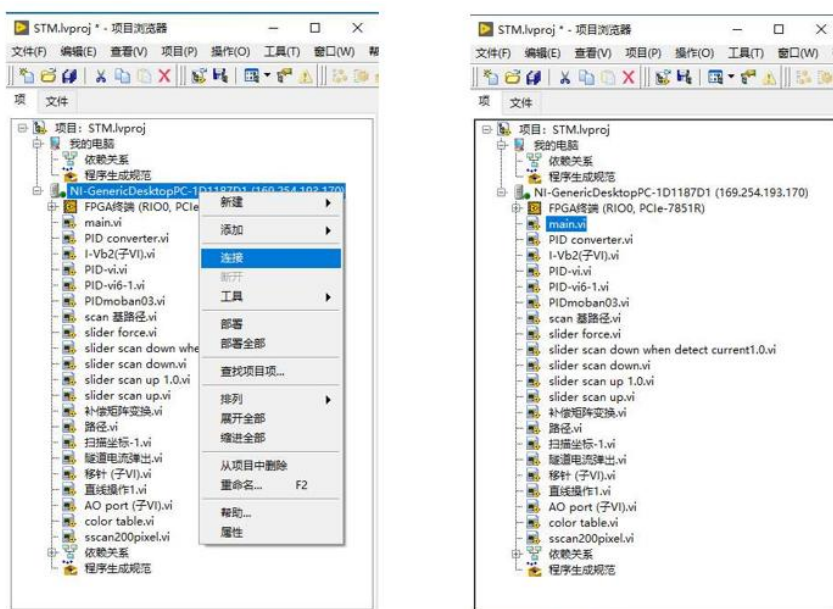 STM.lvproj * - 项目浏览器
文件(F) 编辑(E) 查看(V) 项目(P) 操作(O) 工具(T) 窗口(W)
项 文件
项目: STM.lvproj
我的电脑
依赖关系
程序生成规范
NI-GenericDesktopPC-1D1187D1 (169.254.193.170)
FPGA终端 (RIO0, PCIe
main.vi
PID converter.vi
I-Vb2(子VI).vi
PID-vi.vi
PID-vi6-1.vi
PIDmoban03.vi
scan 基路径.vi
slider force.vi
slider scan down whe
slider scan down.vi
slider scan up 1.0.vi
slider scan up.vi
补偿矩阵变换.vi
路径.vi
扫描坐标-1.vi
隧道电流弹出.vi
移针 (子VI).vi
直线操作1.vi
AO port (子VI).vi
color table.vi
sscan200pixel.vi
依赖关系
程序生成规范
新建
添加
连接
断开
工具
部署
部署全部
查找项目项...
排列
展开全部
缩进全部
从项目中删除
重命名... F2
帮助...
属性
STM.lvproj * - 项目浏览器
文件(F) 编辑(E) 查看(V) 项目(P) 操作(O) 工具(T) 窗口(W)
项 文件
项目: STM.lvproj
我的电脑
依赖关系
程序生成规范
NI-GenericDesktopPC-1D1187D1 (169.254.193.170)
FPGA终端 (RIO0, PCIe-7851R)
main.vi
PID converter.vi
I-Vb2(子VI).vi
PID-vi.vi
PID-vi6-1.vi
PIDmoban03.vi
scan 基路径.vi
slider force.vi
slider scan down when detect current1.0.vi
slider scan down.vi
slider scan up 1.0.vi
slider scan up.vi
补偿矩阵变换.vi
路径.vi
扫描坐标-1.vi
隧道电流弹出.vi
移针 (子VI).vi
直线操作1.vi
AO port (子VI).vi
color table.vi
sscan200pixel.vi
依赖关系
程序生成规范